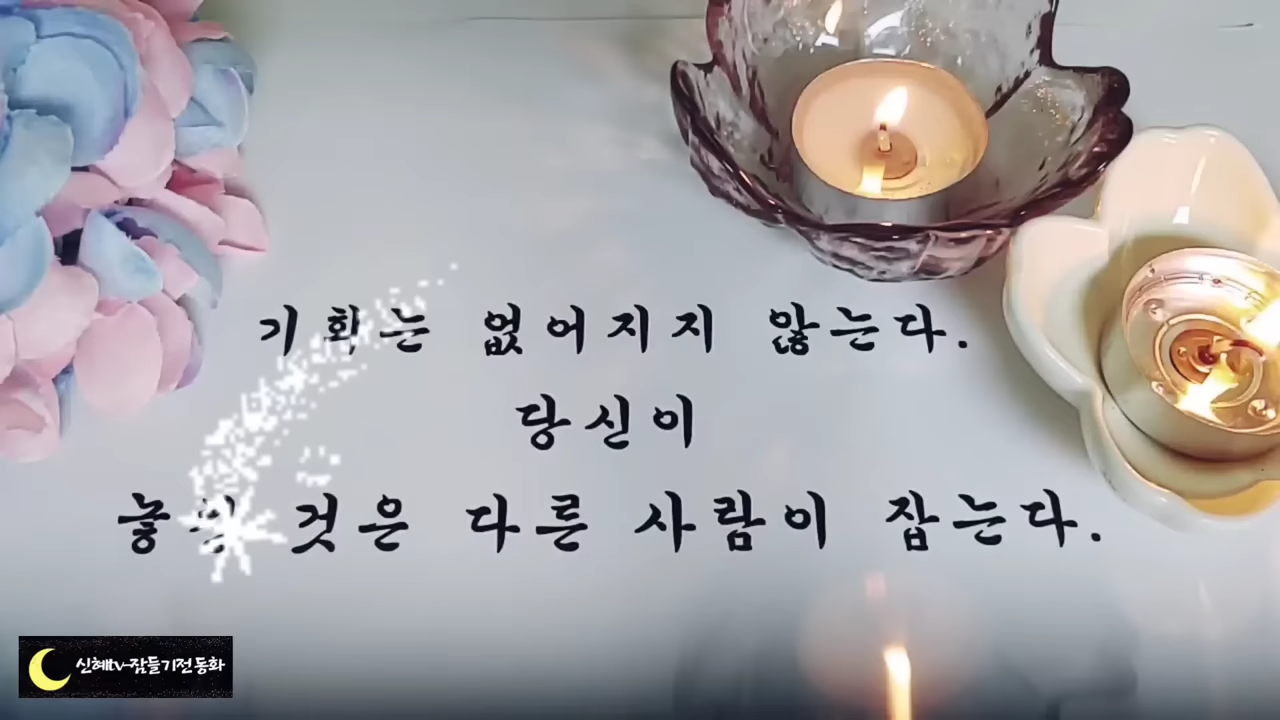 기회는 없어지지 않는다.
당신이
것은 다른 사람이 잡는다.
신혜tv-잠들기전동화